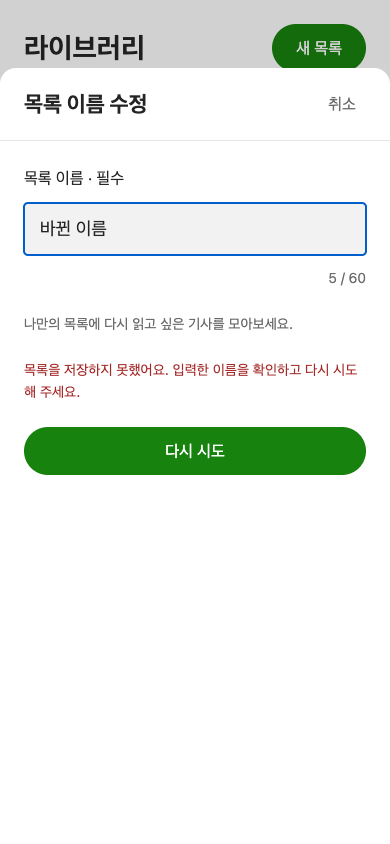 라이브러리
새 목록
목록 이름 수정
취소
목록 이름 · 필수
바뀐 이름
5 / 60
나만의 목록에 다시 읽고 싶은 기사를 모아보세요.
목록을 저장하지 못했어요. 입력한 이름을 확인하고 다시 시도
해 주세요.
다시 시도